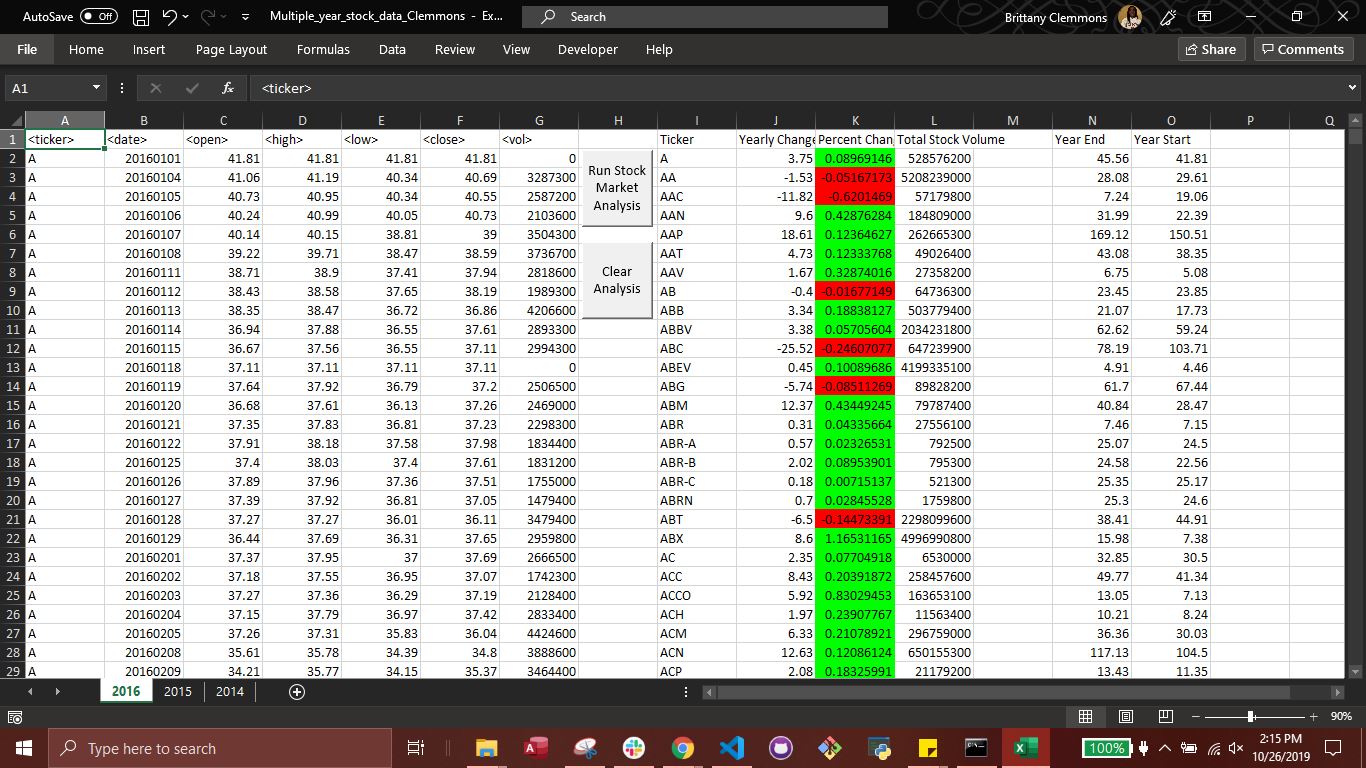 AutoSave Off Multiple_year_stock_data_Clemmons - Ex... Search Brittany Clemmons
File Home Insert Page Layout Formulas Data Review View Developer Help Share Comments
A1 fx <ticker>
A B C D E F G H I J K L M N O P Q
1 <ticker> <date> <open> <high> <low> <close> <vol> Ticker Yearly Change Percent Chan Total Stock Volume Year End Year Start
2 A 20160101 41.81 41.81 41.81 41.81 0 A 3.75 0.08969146 528576200 45.56 41.81
3 A 20160104 41.06 41.19 40.34 40.69 3287300 AA -1.53 -0.05167173 5208239000 28.08 29.61
4 A 20160105 40.73 40.95 40.34 40.55 2587200 AAC -11.82 -0.6201469 57179800 7.24 19.06
5 A 20160106 40.24 40.99 40.05 40.73 2103600 AAN 9.6 0.42876284 184809000 31.99 22.39
6 A 20160107 40.14 40.15 38.81 39 3504300 AAP 18.61 0.12364627 262665300 169.12 150.51
7 A 20160108 39.22 39.71 38.47 38.59 3736700 AAT 4.73 0.12333768 49026400 43.08 38.35
8 A 20160111 38.71 38.9 37.41 37.94 2818600 AAV 1.67 0.32874016 27358200 6.75 5.08
9 A 20160112 38.43 38.58 37.65 38.19 1989300 AB -0.4 -0.01677149 64736300 23.45 23.85
10 A 20160113 38.35 38.47 36.72 36.86 4206600 ABB 3.34 0.18838127 503779400 21.07 17.73
11 A 20160114 36.94 37.88 36.55 37.61 2893300 ABBV 3.38 0.05705604 2034231800 62.62 59.24
12 A 20160115 36.67 37.56 36.55 37.11 2994300 ABC -25.52 -0.24607077 647239900 78.19 103.71
13 A 20160118 37.11 37.11 37.11 37.11 0 ABEV 0.45 0.10089686 4199335100 4.91 4.46
14 A 20160119 37.64 37.92 36.79 37.2 2506500 ABG -5.74 -0.08511269 89828200 61.7 67.44
15 A 20160120 36.68 37.61 36.13 37.26 2469000 ABM 12.37 0.43449245 79787400 40.84 28.47
16 A 20160121 37.35 37.83 36.81 37.23 2298300 ABR 0.31 0.04335664 27556100 7.46 7.15
17 A 20160122 37.91 38.18 37.58 37.98 1834400 ABR-A 0.57 0.02326531 792500 25.07 24.5
18 A 20160125 37.4 38.03 37.4 37.61 1831200 ABR-B 2.02 0.08953901 795300 24.58 22.56
19 A 20160126 37.89 37.96 37.36 37.51 1755000 ABR-C 0.18 0.00715137 521300 25.35 25.17
20 A 20160127 37.39 37.92 36.81 37.05 1479400 ABRN 0.7 0.02845528 1759800 25.3 24.6
21 A 20160128 37.27 37.27 36.01 36.11 3479400 ABT -6.5 -0.14473391 2298099600 38.41 44.91
22 A 20160129 36.44 37.69 36.31 37.65 2959800 ABX 8.6 1.16531165 4996990800 15.98 7.38
23 A 20160201 37.37 37.95 37 37.69 2666500 AC 2.35 0.07704918 6530000 32.85 30.5
24 A 20160202 37.18 37.55 36.95 37.07 1742300 ACC 8.43 0.20391872 258457600 49.77 41.34
25 A 20160203 37.27 37.36 36.29 37.19 2128400 ACCO 5.92 0.83029453 163653100 13.05 7.13
26 A 20160204 37.15 37.79 36.97 37.42 2833400 ACH 1.97 0.23907767 11563400 10.21 8.24
27 A 20160205 37.26 37.31 35.83 36.04 4424600 ACM 6.33 0.21078921 296759000 36.36 30.03
28 A 20160208 35.61 35.78 34.39 34.8 3888600 ACN 12.63 0.12086124 650155300 117.13 104.5
29 A 20160209 34.21 35.77 34.15 35.37 3464400 ACP 2.08 0.18325991 21179200 13.43 11.35
Run Stock
Market
Analysis
Clear
Analysis
2016 2015 2014
90%
Type here to search
100%
2:15 PM
10/26/2019